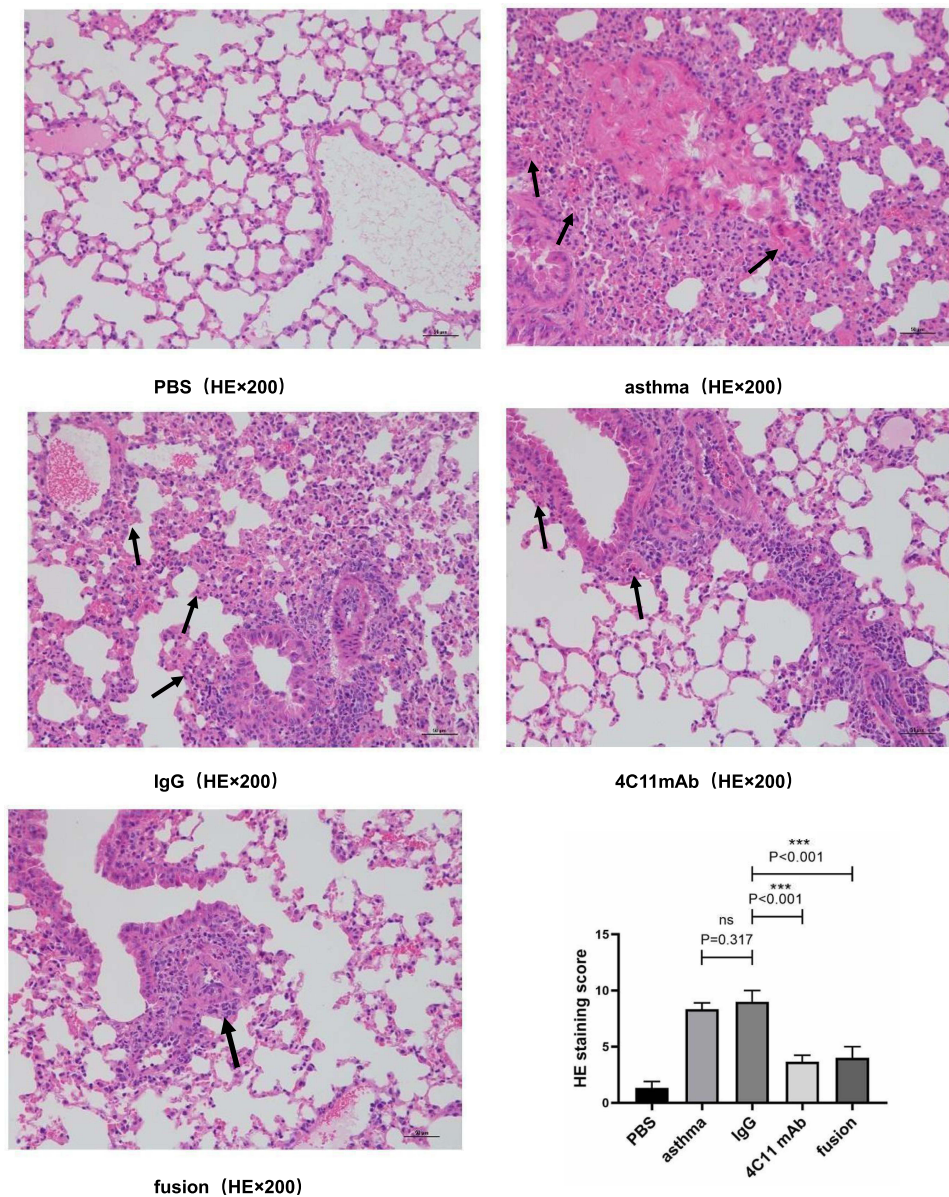 PBS（HE×200）
asthma（HE×200）
IgG（HE×200）
4C11mAb（HE×200）
fusion（HE×200）
***
P<0.001
***
P<0.001
ns
P=0.317
15
10
5
0
HE staining score
PBS
asthma
IgG
4C11 mAb
fusion